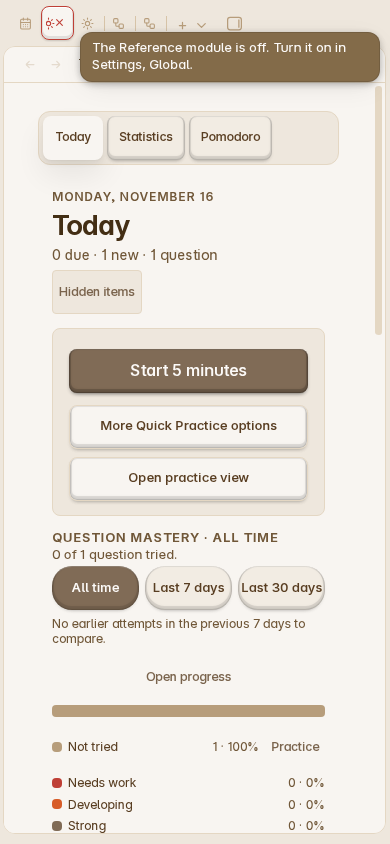 The Reference module is off. Turn it on in
Settings, Global.
Today
Statistics
Pomodoro
MONDAY, NOVEMBER 16
Today
0 due · 1 new · 1 question
Hidden items
Start 5 minutes
More Quick Practice options
Open practice view
QUESTION MASTERY · ALL TIME
0 of 1 question tried.
All time
Last 7 days
Last 30 days
No earlier attempts in the previous 7 days to
compare.
Open progress
Not tried 1 · 100% Practice
Needs work 0 · 0%
Developing 0 · 0%
Strong 0 · 0%